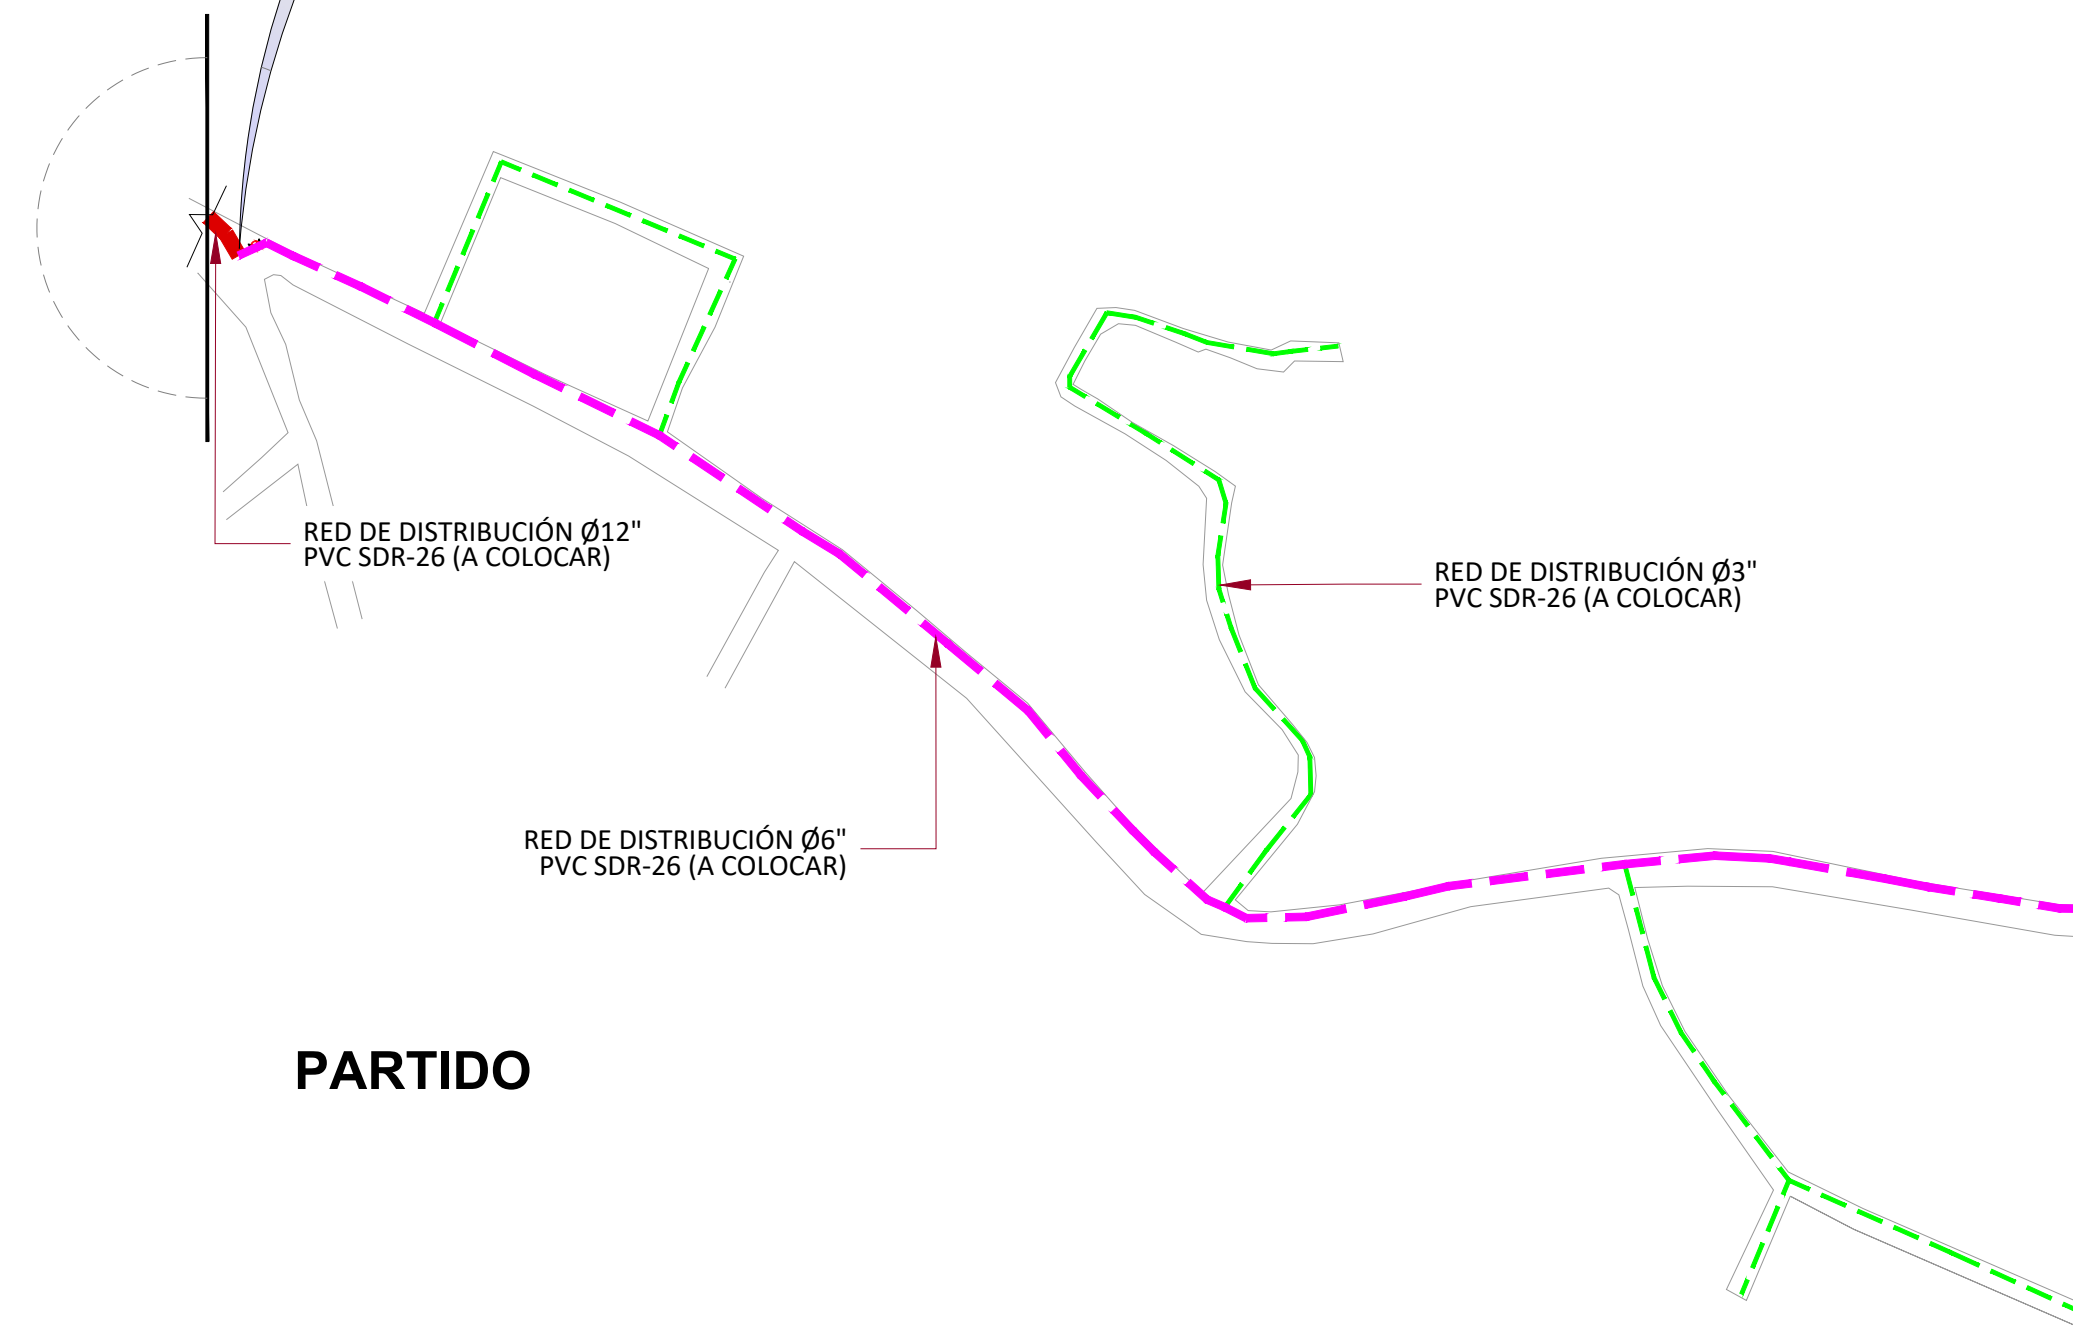 RED DE DISTRIBUCIÓN Ø12"
PVC SDR-26 (A COLOCAR)
RED DE DISTRIBUCIÓN Ø3"
PVC SDR-26 (A COLOCAR)
RED DE DISTRIBUCIÓN Ø6"
PVC SDR-26 (A COLOCAR)
PARTIDO